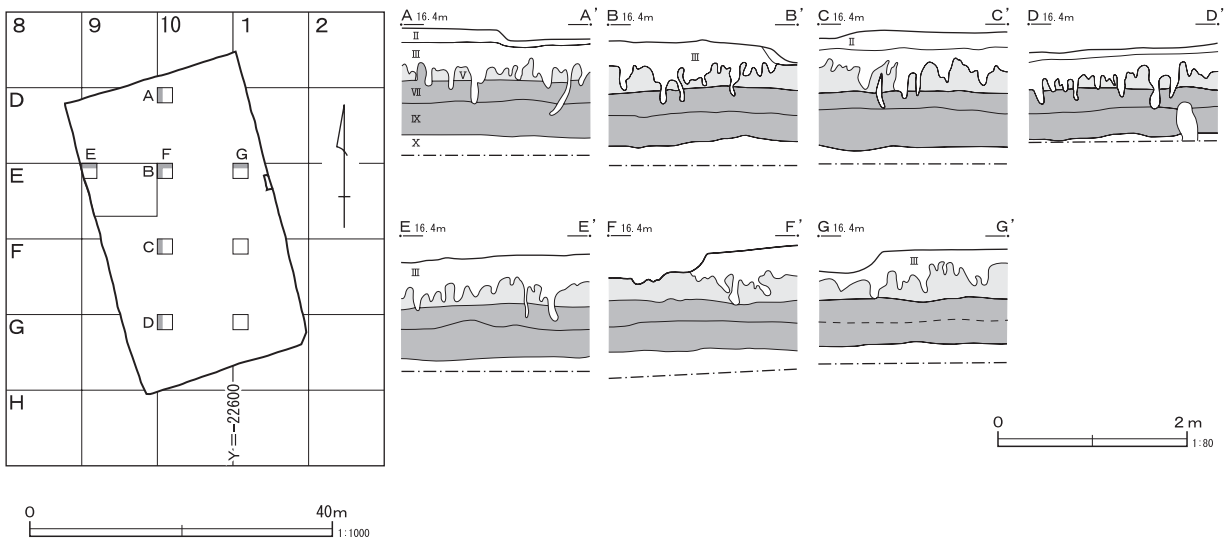 8 9 10 1 2
D
E
F
G
H
A
E F G
B
C
D
Y=-22600
0 40m
1:1000
A 16.4m A'
Ⅱ
Ⅲ
Ⅴ
Ⅶ
Ⅸ
Ⅹ
B 16.4m B'
Ⅲ
C 16.4m C'
Ⅱ
D 16.4m D'
E 16.4m E'
Ⅲ
F 16.4m F'
G 16.4m G'
Ⅲ
0 2m
1:80